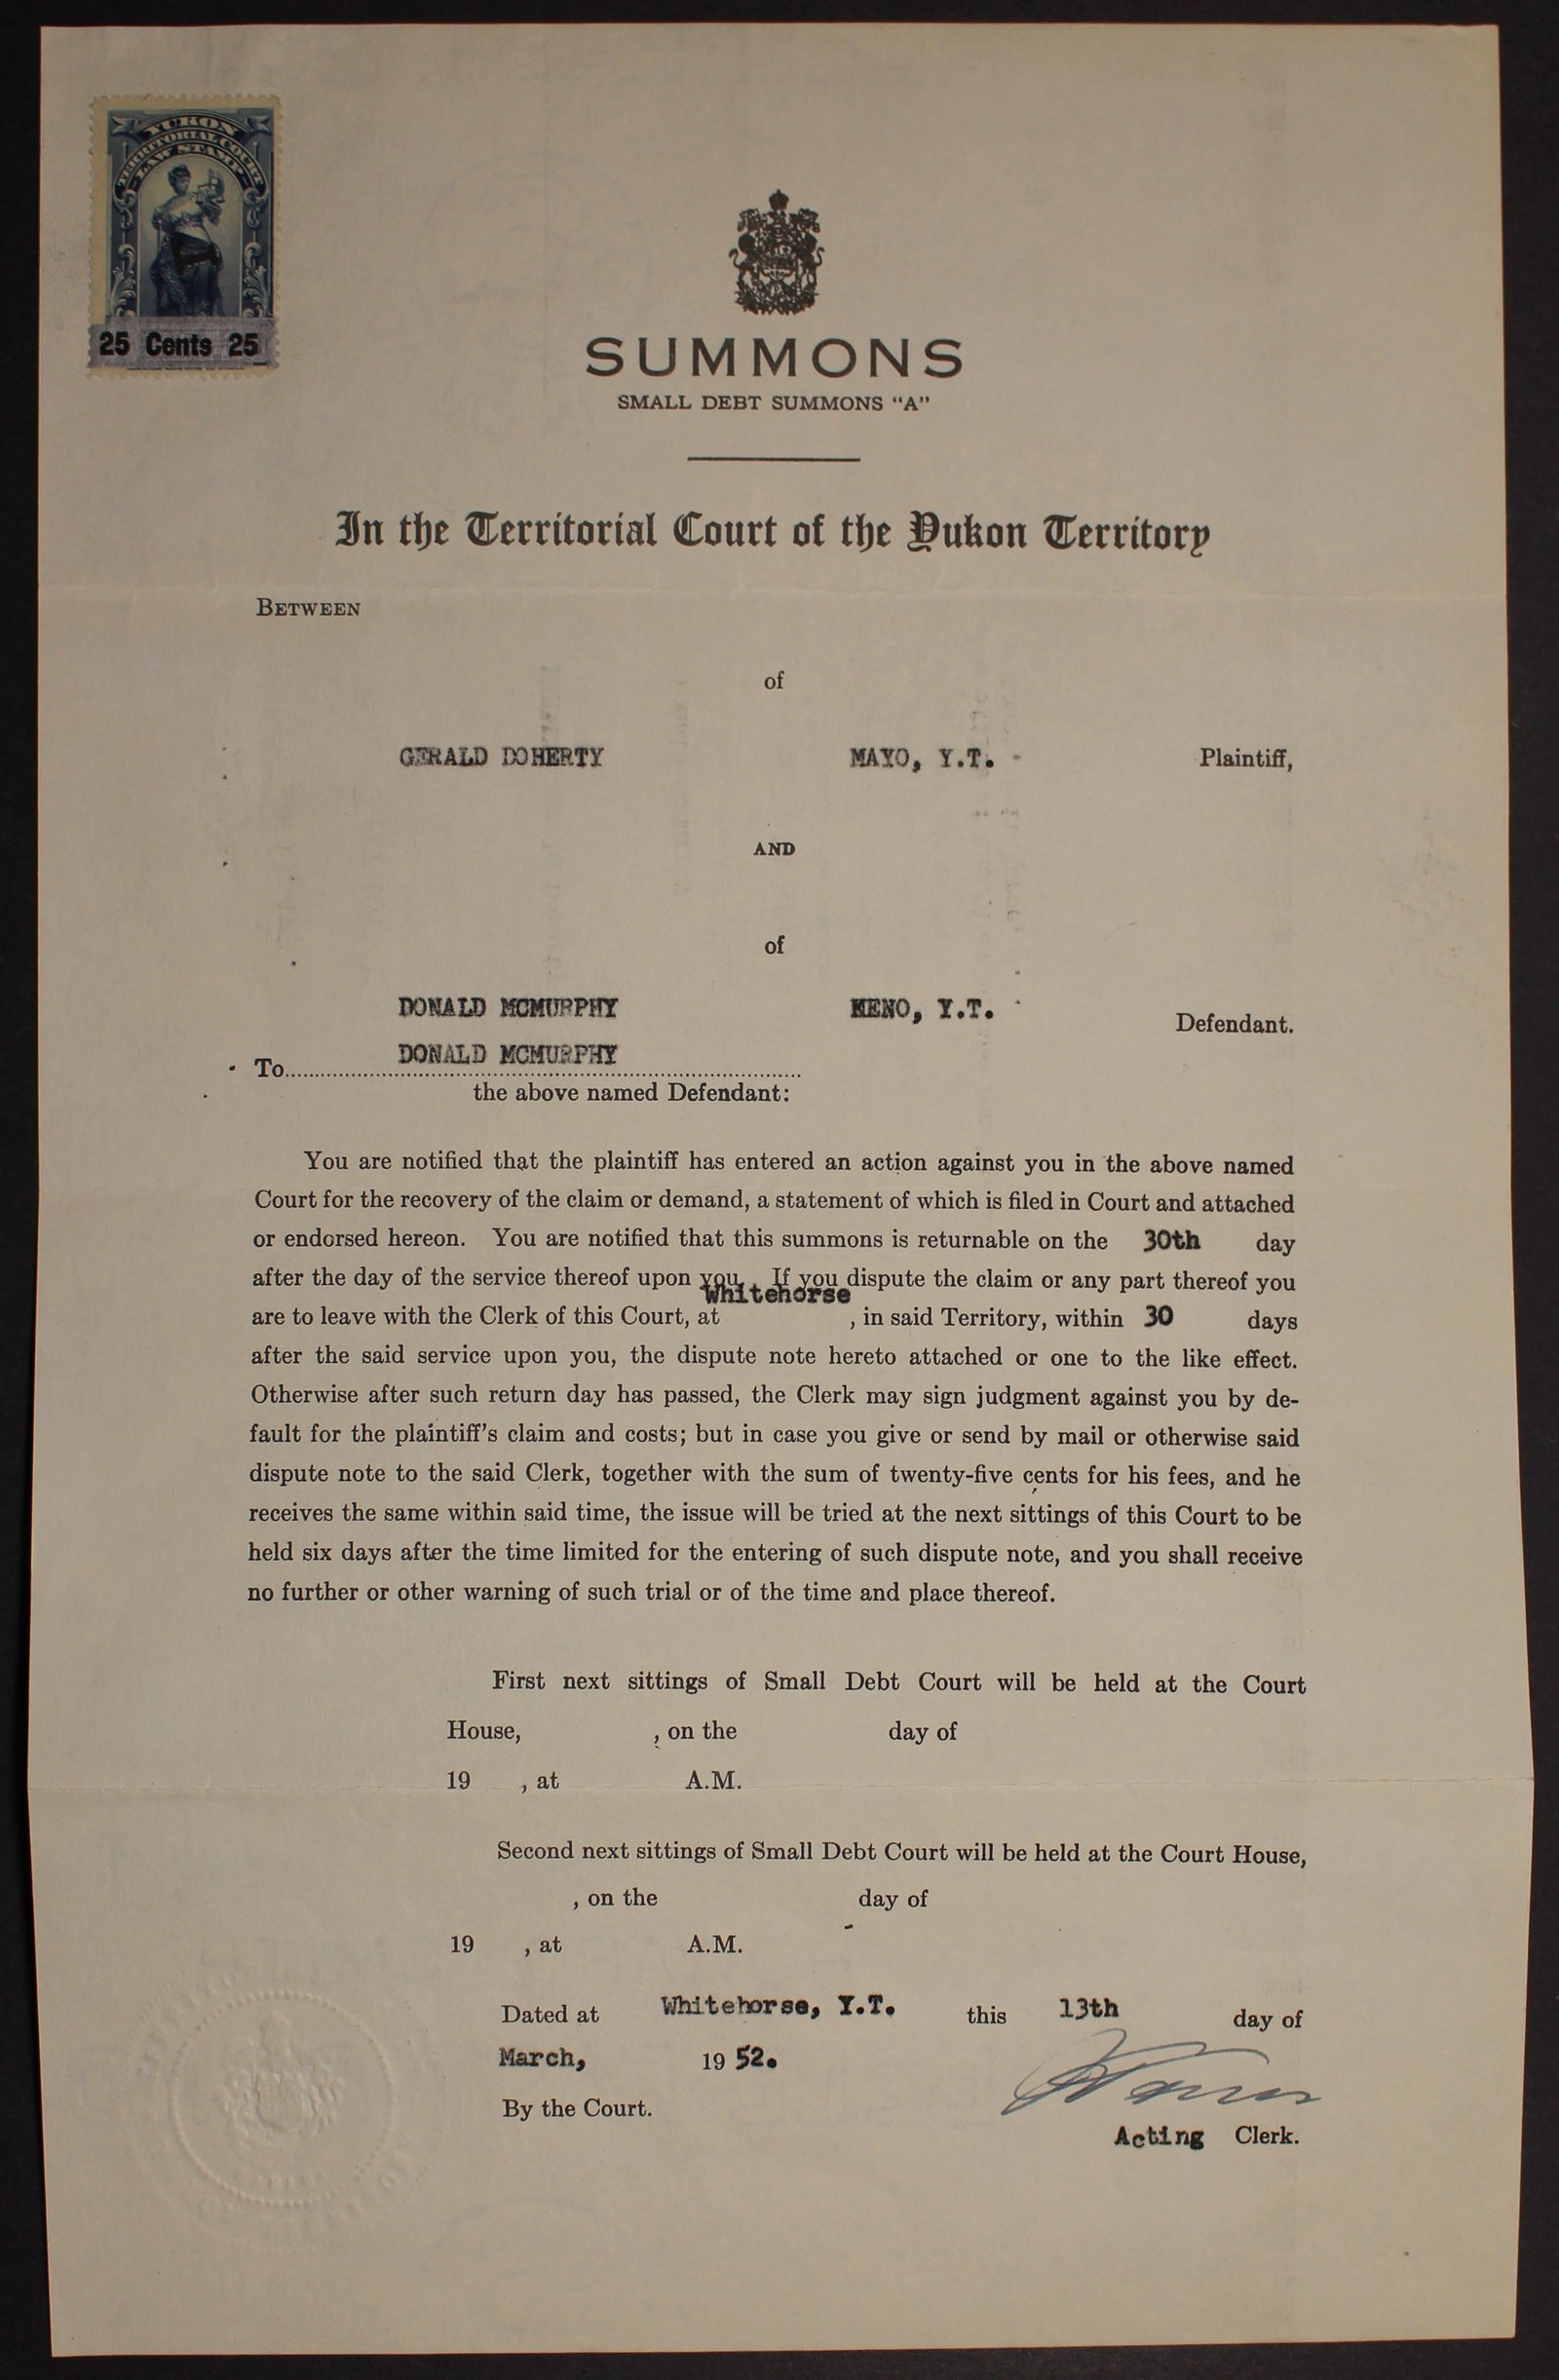 YUKON
TERRITORIAL COURT
LAW STAMP
25 Cents 25
SUMMONS
SMALL DEBT SUMMONS "A"
In the Territorial Court of the Yukon Territory
BETWEEN
of
GERALD DOHERTY MAYO, Y.T. Plaintiff,
AND
of
DONALD MCMURPHY KENO, Y.T. Defendant.
To DONALD MCMURPHY
the above named Defendant:
You are notified that the plaintiff has entered an action against you in the above named
Court for the recovery of the claim or demand, a statement of which is filed in Court and attached
or endorsed hereon. You are notified that this summons is returnable on the 30th day
after the day of the service thereof upon you. If you dispute the claim or any part thereof you
are to leave with the Clerk of this Court, at Whitehorse, in said Territory, within 30 days
after the said service upon you, the dispute note hereto attached or one to the like effect.
Otherwise after such return day has passed, the Clerk may sign judgment against you by de-
fault for the plaintiff's claim and costs; but in case you give or send by mail or otherwise said
dispute note to the said Clerk, together with the sum of twenty-five cents for his fees, and he
receives the same within said time, the issue will be tried at the next sittings of this Court to be
held six days after the time limited for the entering of such dispute note, and you shall receive
no further or other warning of such trial or of the time and place thereof.
First next sittings of Small Debt Court will be held at the Court
House, , on the day of
19 , at A.M.
Second next sittings of Small Debt Court will be held at the Court House,
, on the day of
19 , at A.M.
Dated at Whitehorse, Y.T. this 13th day of
March, 19 52.
By the Court.
Acting Clerk.